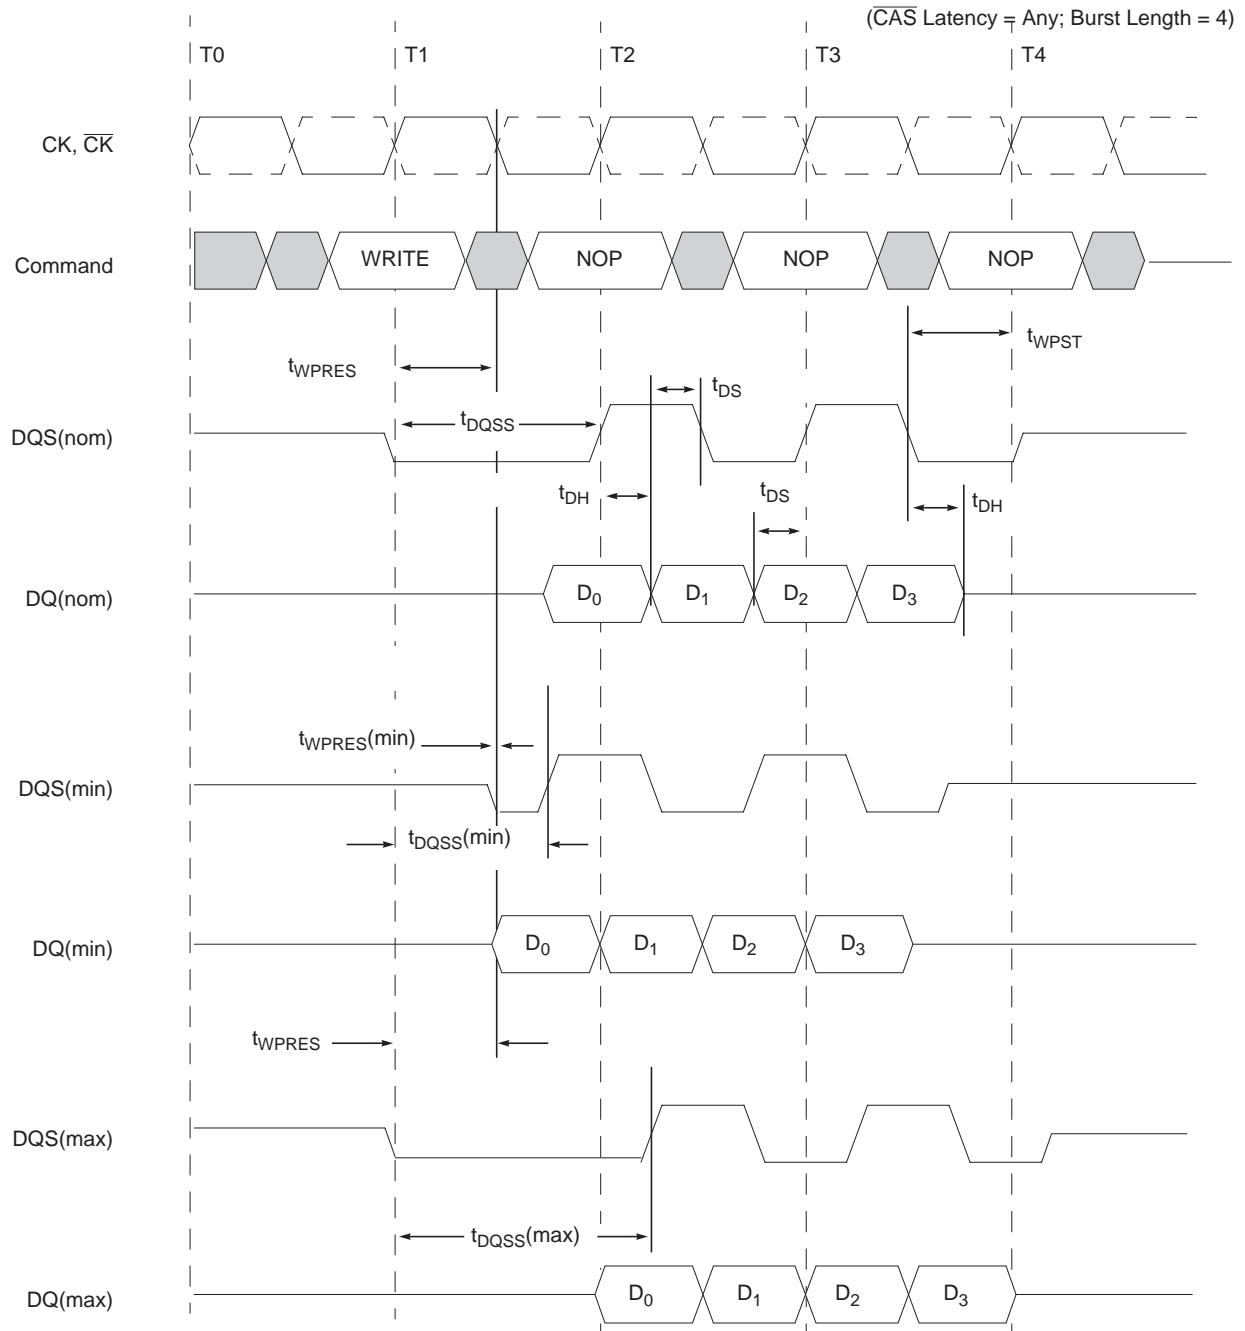 (CAS Latency = Any; Burst Length = 4)
T0 T1 T2 T3 T4
CK, CK
Command WRITE NOP NOP NOP
tWPST
tWPRES
tDS
tDQSS
DQS(nom)
tDH tDS tDH
DQ(nom) D0 D1 D2 D3
tWPRES(min)
DQS(min)
tDQSS(min)
DQ(min) D0 D1 D2 D3
tWPRES
DQS(max)
tDQSS(max)
DQ(max) D0 D1 D2 D3